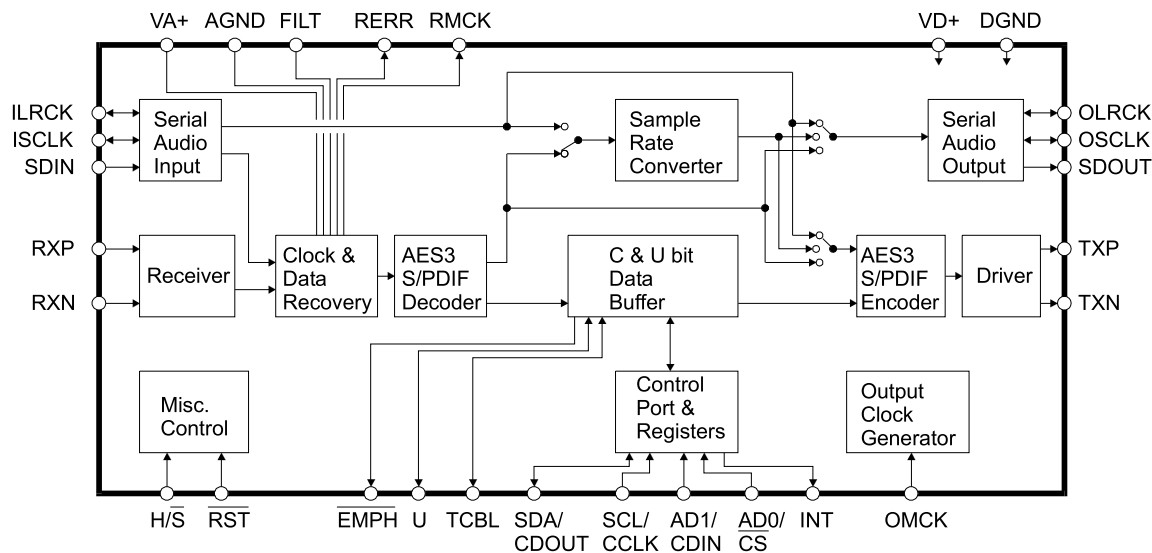 VA+ AGND FILT RERR RMCK VD+ DGND
ILRCK
ISCLK
SDIN
Serial
Audio
Input
Sample
Rate
Converter
Serial
Audio
Output
OLRCK
OSCLK
SDOUT
RXP
RXN
Receiver
Clock &
Data
Recovery
AES3
S/PDIF
Decoder
C & U bit
Data
Buffer
AES3
S/PDIF
Encoder
Driver
TXP
TXN
Misc.
Control
Control
Port &
Registers
Output
Clock
Generator
H/S̅ R̅S̅T̅ E̅M̅P̅H̅ U TCBL SDA/
CDOUT
SCL/
CCLK
AD1/
CDIN
AD0/
C̅S̅
INT OMCK